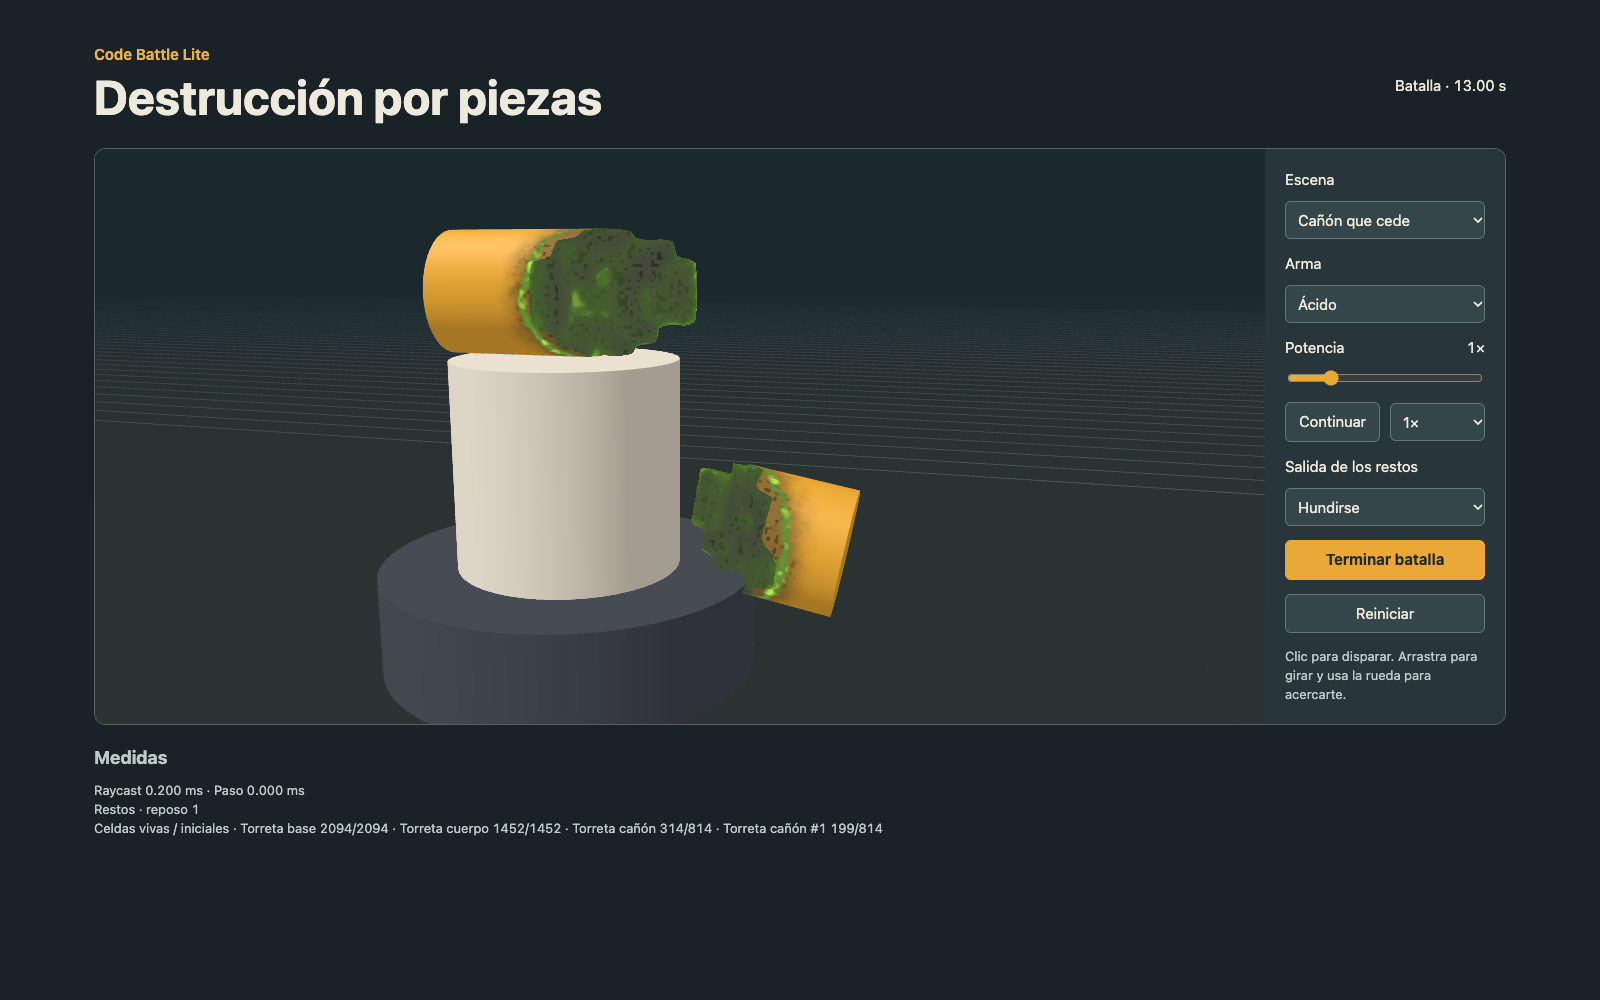 Code Battle Lite
Destrucción por piezas
Batalla · 13.00 s
Escena
Cañón que cede
Arma
Ácido
Potencia 1×
Continuar 1×
Salida de los restos
Hundirse
Terminar batalla
Reiniciar
Clic para disparar. Arrastra para
girar y usa la rueda para
acercarte.
Medidas
Raycast 0.200 ms · Paso 0.000 ms
Restos · reposo 1
Celdas vivas / iniciales · Torreta base 2094/2094 · Torreta cuerpo 1452/1452 · Torreta cañón 314/814 · Torreta cañón #1 199/814